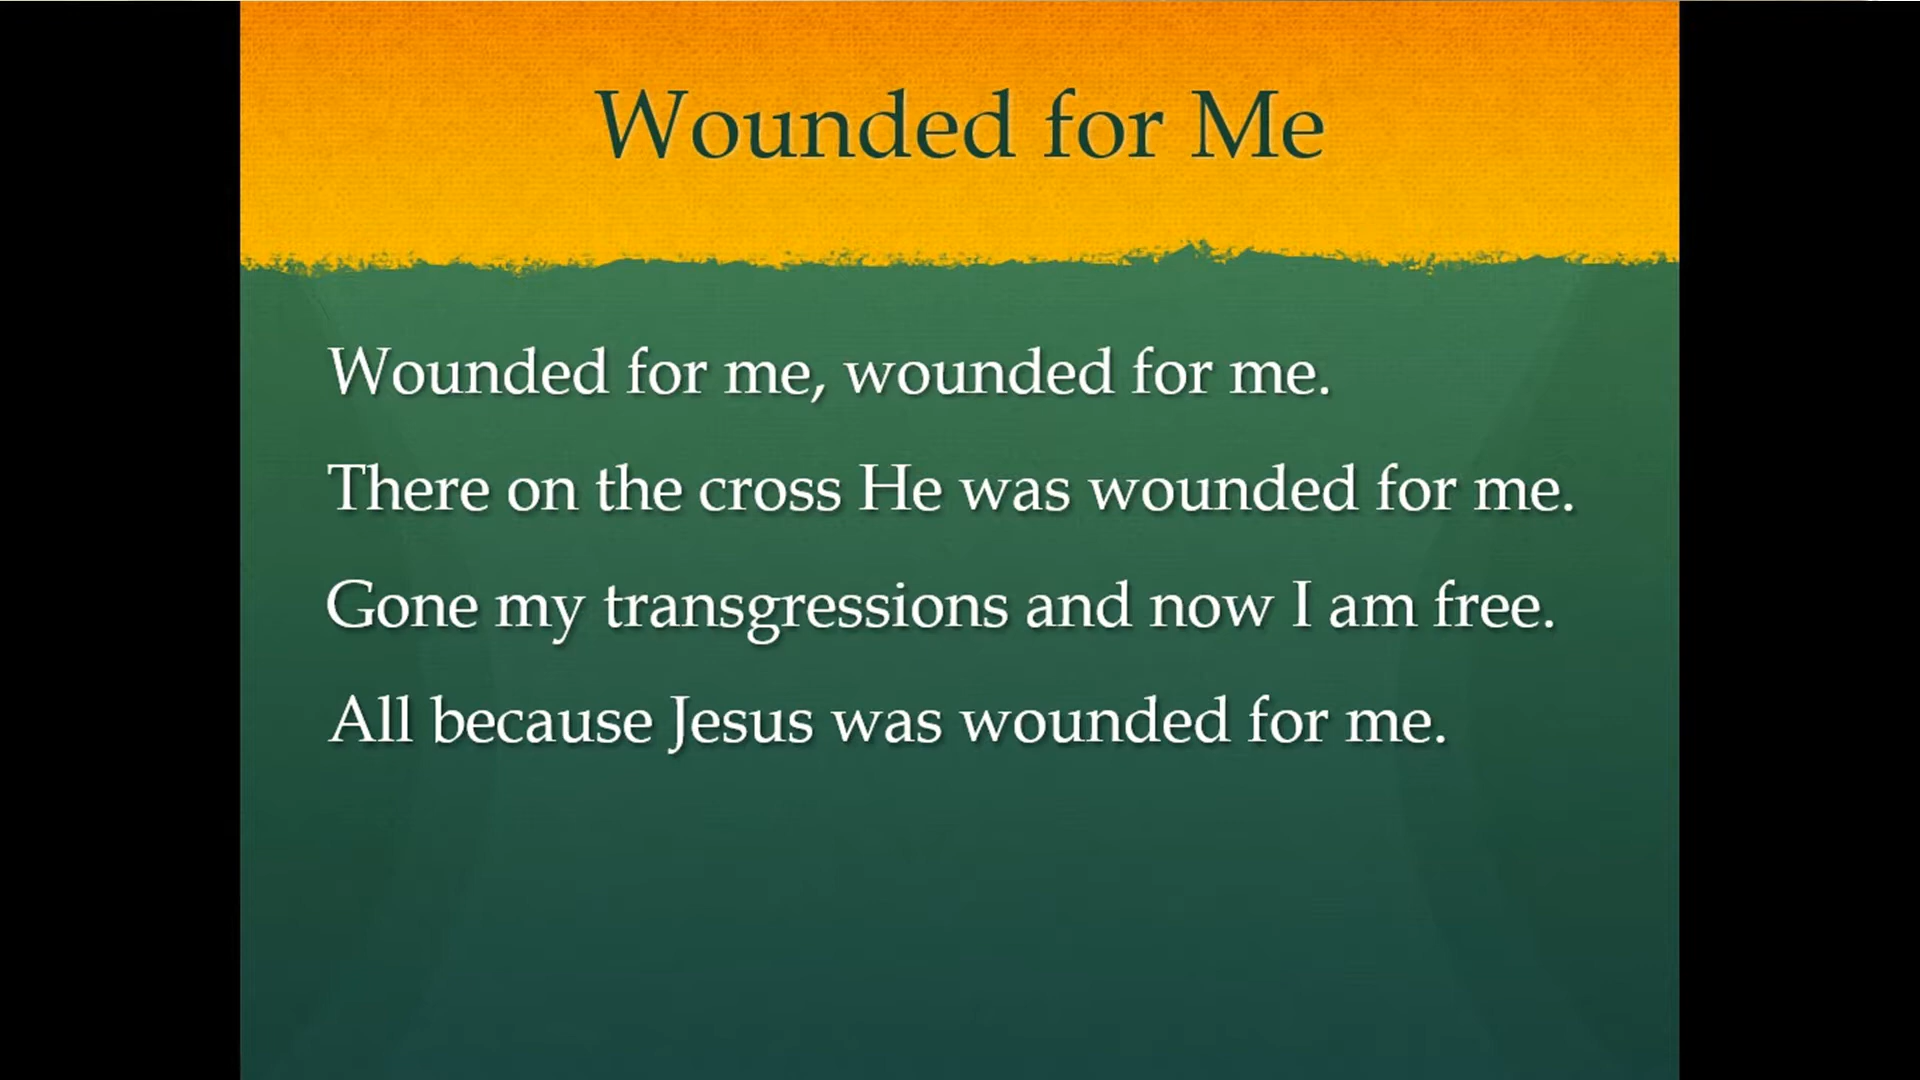 Wounded for Me
Wounded for me, wounded for me.
There on the cross He was wounded for me.
Gone my transgressions and now I am free.
All because Jesus was wounded for me.